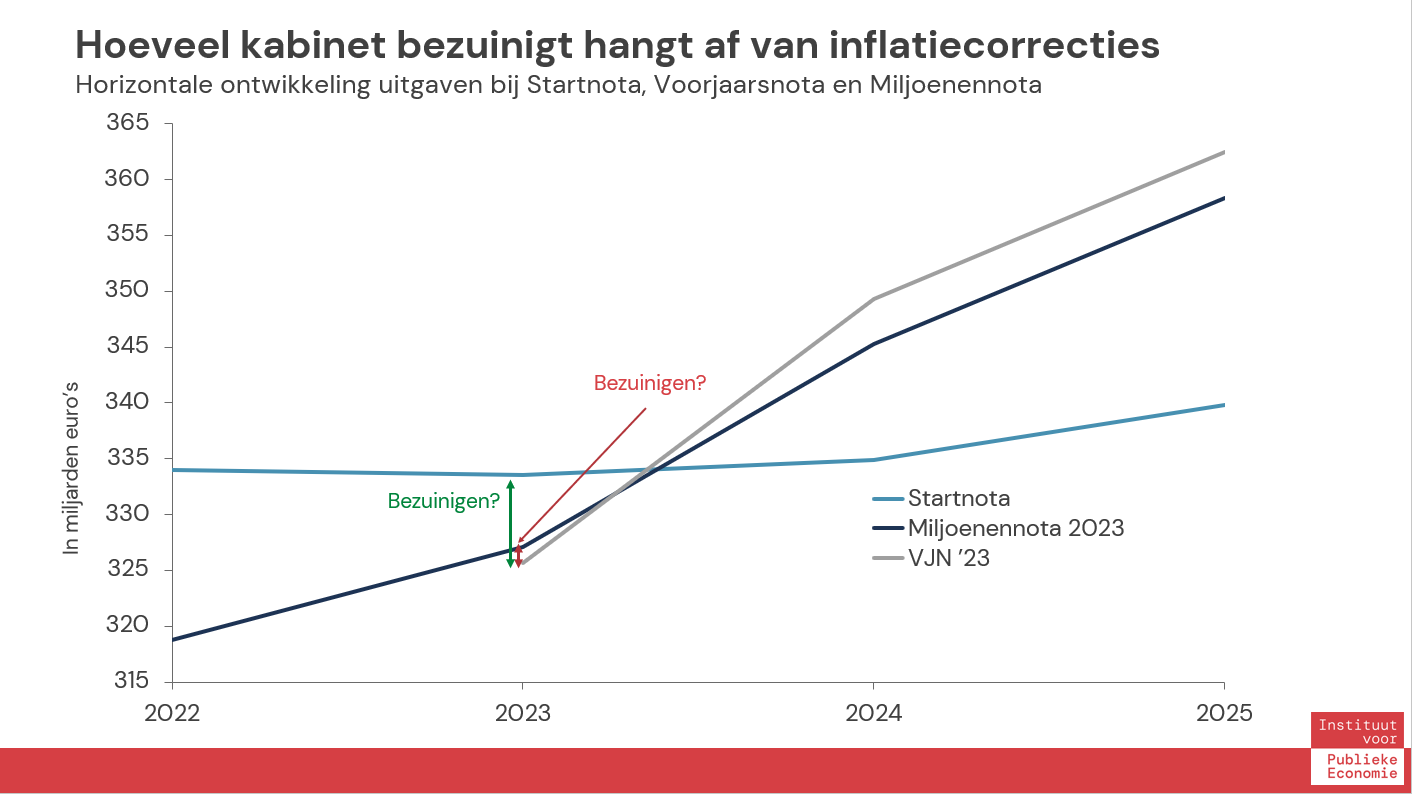 Hoeveel kabinet bezuinigt hangt af van inflatiecorrecties
Horizontale ontwikkeling uitgaven bij Startnota, Voorjaarsnota en Miljoenennota
365
360
355
350
345
340
335
330
325
320
315
In miljarden euro's
Bezuinigen?
Bezuinigen?
Startnota
Miljoenennota 2023
VJN ’23
2022
2023
2024
2025
Instituut
voor
Publieke
Economie